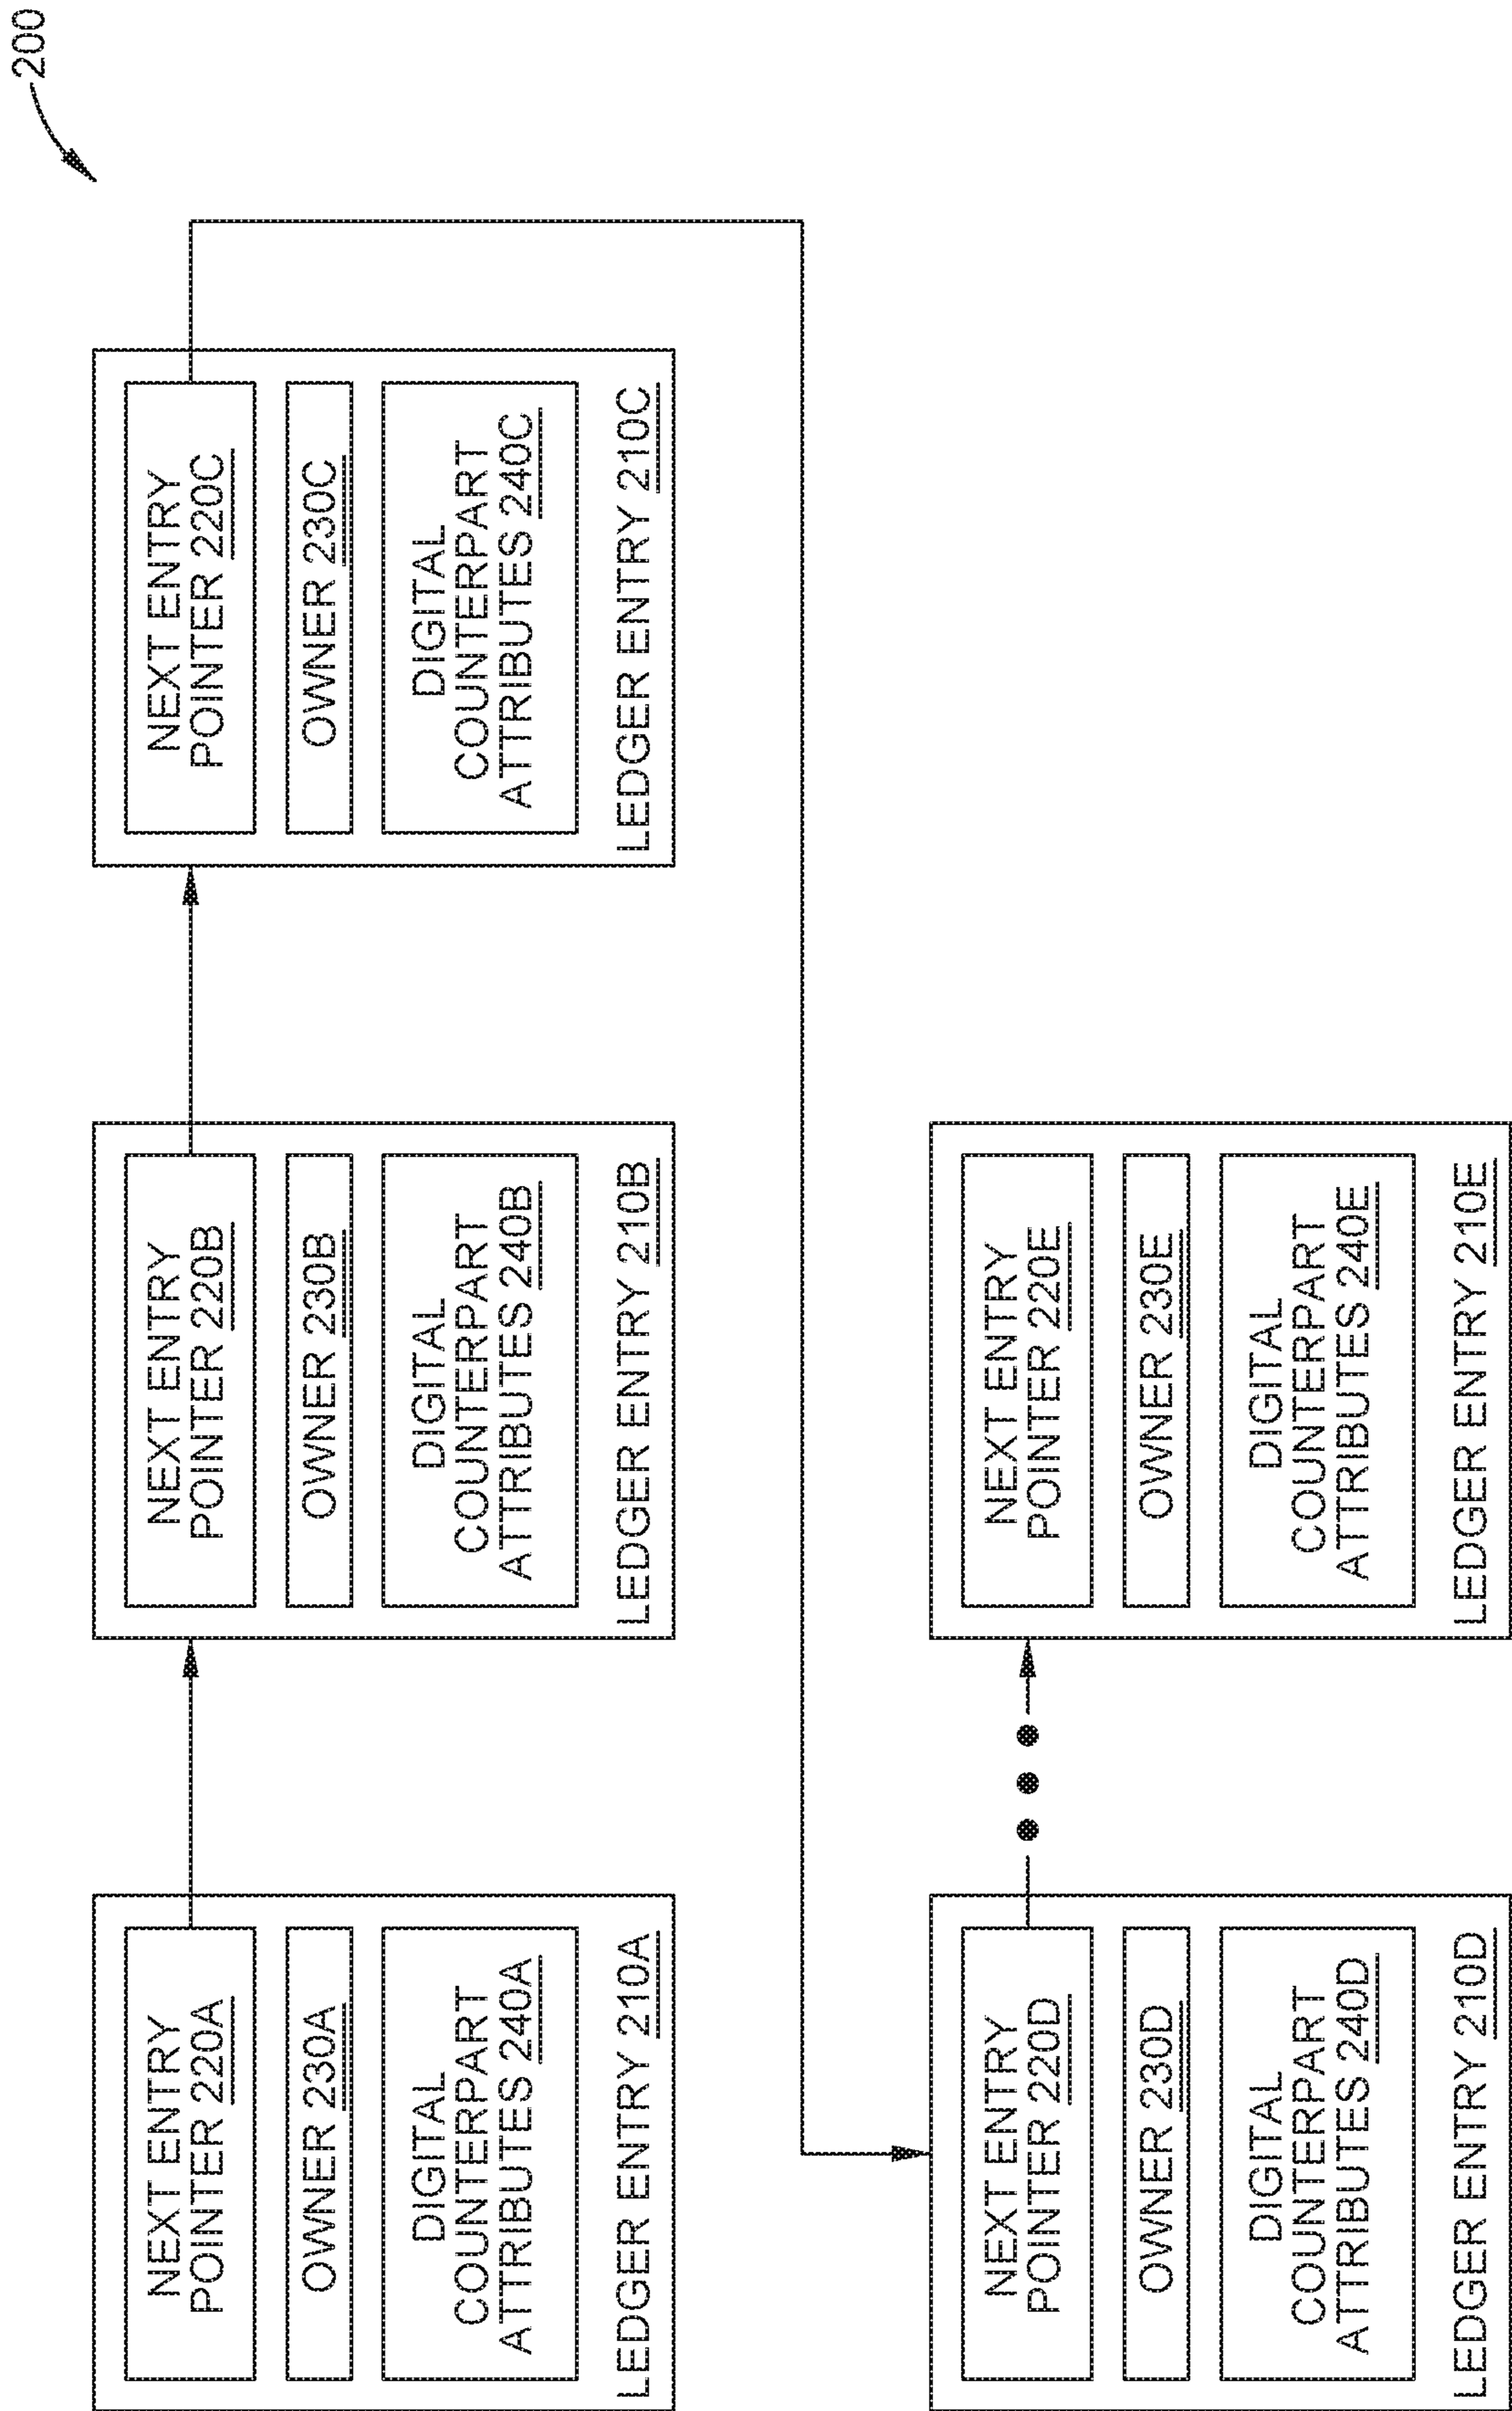 200
NEXT ENTRY
POINTER 220A
OWNER 230A
DIGITAL
COUNTERPART
ATTRIBUTES 240A
LEDGER ENTRY 210A
NEXT ENTRY
POINTER 220B
OWNER 230B
DIGITAL
COUNTERPART
ATTRIBUTES 240B
LEDGER ENTRY 210B
NEXT ENTRY
POINTER 220C
OWNER 230C
DIGITAL
COUNTERPART
ATTRIBUTES 240C
LEDGER ENTRY 210C
NEXT ENTRY
POINTER 220D
OWNER 230D
DIGITAL
COUNTERPART
ATTRIBUTES 240D
LEDGER ENTRY 210D
NEXT ENTRY
POINTER 220E
OWNER 230E
DIGITAL
COUNTERPART
ATTRIBUTES 240E
LEDGER ENTRY 210E